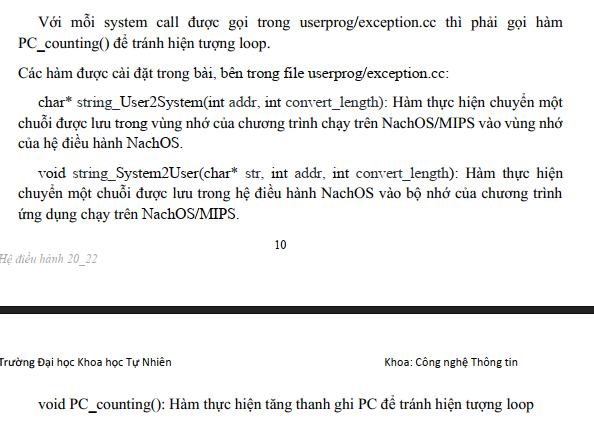 Với mỗi system call được gọi trong userprog/exception.cc thì phải gọi hàm
PC_counting() để tránh hiện tượng loop.
Các hàm được cài đặt trong bài, bên trong file userprog/exception.cc:
char* string_User2System(int addr, int convert_length): Hàm thực hiện chuyển một
chuỗi được lưu trong vùng nhớ của chương trình chạy trên NachOS/MIPS vào vùng nhớ
của hệ điều hành NachOS.
void string_System2User(char* str, int addr, int convert_length): Hàm thực hiện
chuyển một chuỗi được lưu trong hệ điều hành NachOS vào bộ nhớ của chương trình
ứng dụng chạy trên NachOS/MIPS.
10
Hệ điều hành 20_22
Trường Đại học Khoa học Tự Nhiên Khoa: Công nghệ Thông tin
void PC_counting(): Hàm thực hiện tăng thanh ghi PC để tránh hiện tượng loop